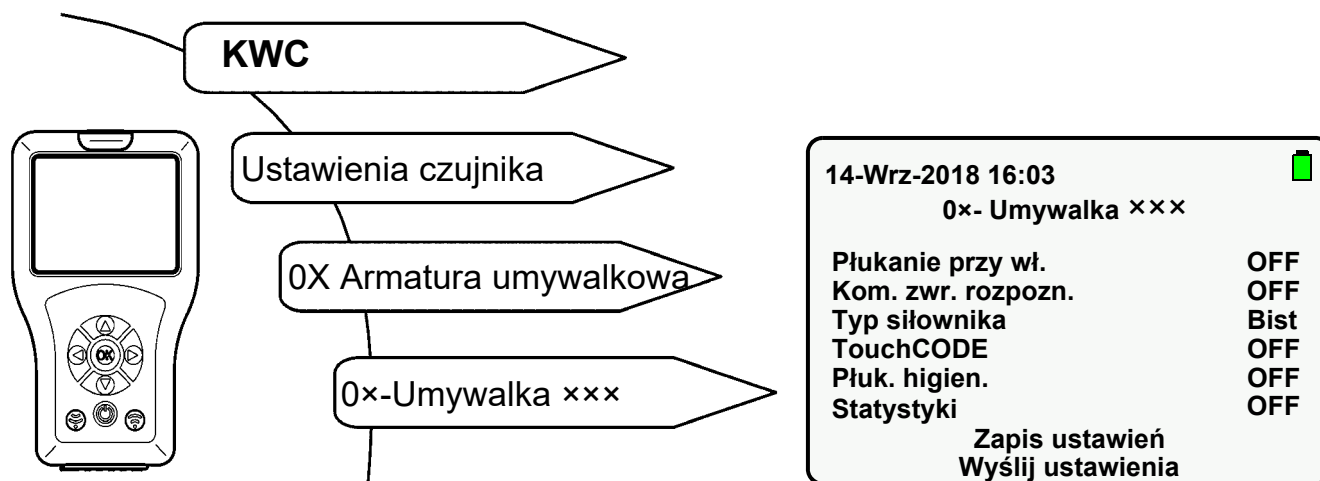 KWC
Ustawienia czujnika
0X Armatura umywalkowa
0×-Umywalka ×××
OK
14-Wrz-2018 16:03
0×- Umywalka ×××
Płukanie przy wł. OFF
Kom. zwr. rozpozn. OFF
Typ siłownika Bist
TouchCODE OFF
Płuk. higien. OFF
Statystyki OFF
Zapis ustawień
Wyślij ustawienia